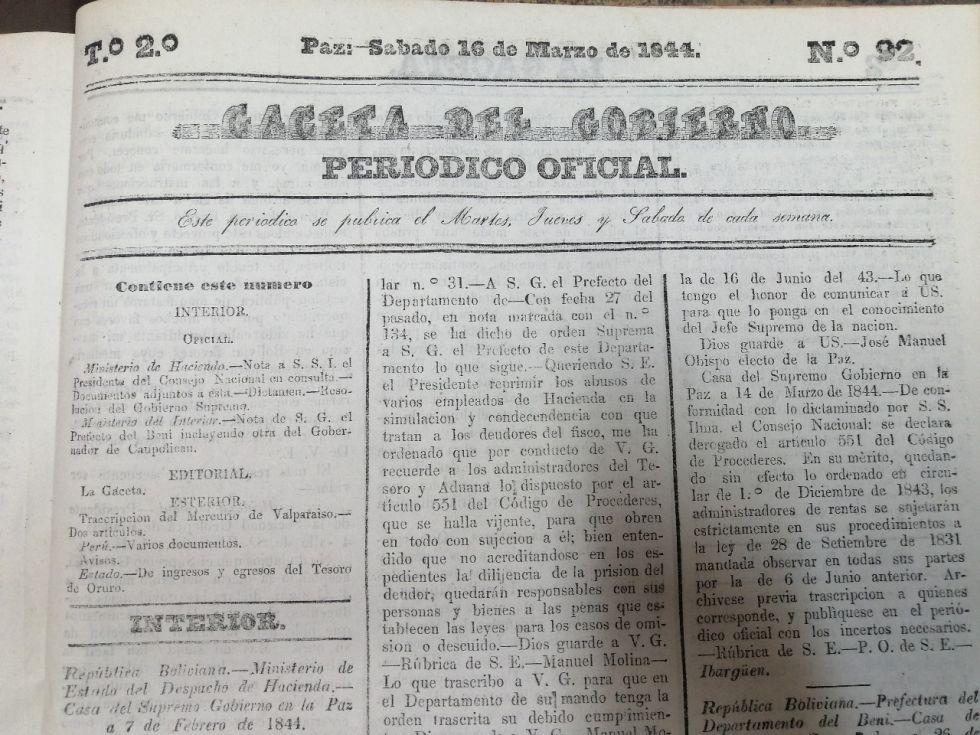 T.º 2.º
Paz:—Sabado 16 de Marzo de 1844.
N.º 92.
GACETA DEL GOBIERNO.
PERIODICO OFICIAL.
Este periodico se publica el Martes, Jueves y Sabado de cada semana.
Contiene este numero
INTERIOR.
OFICIAL.
Ministerio de Hacienda.—Nota a S. S. I. el
Presidente del Consejo Nacional en consulta.—
Documentos adjuntos a esta.—Dictamen.—Reso-
lucion del Gobierno Supremo.
Ministerio del Interior.—Nota de S. G. el
Prefecto del Beni incluyendo otra del Gober-
nador de Caupolican.
EDITORIAL.
La Gaceta.
ESTERIOR.
Traccripcion del Mercurio de Valparaiso.—
Dos articulos.
Perú.—Varios documentos.
Avisos.
Estado.—De ingresos y egresos del Tesoro
de Oruro.
INTERIOR.
República Boliviana.—Ministerio de
Estado del Despacho de Hacienda.—
Casa del Supremo Gobierno en la Paz
a 7 de Febrero de 1844.
lar n.º 31.—A S. G. el Prefecto del
Departamento de—Con fecha 27 del
pasado, en nota marcada con el n.º
134, se ha dicho de orden Suprema
a S. G. el Prefecto de este Departa-
mento lo que sigue.—Queriendo S. E.
el Presidente reprimir los abusos de
varios empleados de Hacienda en la
simulacion y condecendencia con que
tratan a los deudores del fisco, me ha
ordenado que por conducto de V. G.
recuerde a los administradores del Te-
soro y Aduana lo dispuesto por el ar-
tículo 551 del Código de Procederes,
que se halla vijente, para que obren
en todo con sujecion a él; bien enten-
dido que no acreditandose en los es-
pedientes la dilijencia de la prision del
deudor, quedarán responsables con sus
personas y bienes a las penas que es-
tablecen las leyes para los casos de omi-
sion o descuido.—Dios guarde a V. G.
—Rúbrica de S. E.—Manuel Molina—
Lo que trascribo a V. G. para que en
el Departamento de su mando tenga la
orden trascrita su debido cumplimien-
la de 16 de Junio del 43.—Lo que
tengo el honor de comunicar á US.
para que lo ponga en el conocimiento
del Jefe Supremo de la nacion.
Dios guarde a US.—José Manuel
Obispo electo de la Paz.
Casa del Supremo Gobierno en la
Paz a 14 de Marzo de 1844.—De con-
formidad con lo dictaminado por S. S.
Ilma. el Consejo Nacional: se declara
derogado el articulo 551 del Código
de Procederes. En su mérito, quedan-
do sin efecto lo ordenado en circu-
lar de 1.º de Diciembre de 1843, los
administradores de rentas se sujetarán
estrictamente en sus procedimientos a
la ley de 28 de Setiembre de 1831
mandada observar en todas sus partes
por la de 6 de Junio anterior. Ar-
chivese previa trascripcion a quienes
corresponde, y publiquese en el perió-
dico oficial con los incertos necesarios.
—Rúbrica de S. E.—P. O. de S. E.—
Ibargüen.
República Boliviana.—Prefectura del
Departamento del Beni.—Casa de